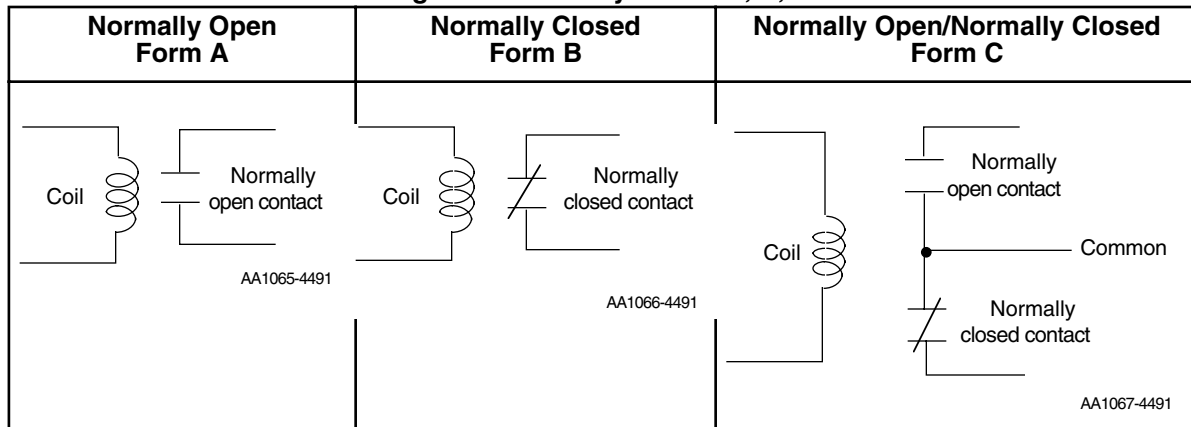 Normally Open
Form A
Normally Closed
Form B
Normally Open/Normally Closed
Form C
Coil
Normally
open contact
AA1065-4491
Coil
Normally
closed contact
AA1066-4491
Coil
Normally
open contact
Common
Normally
closed contact
AA1067-4491